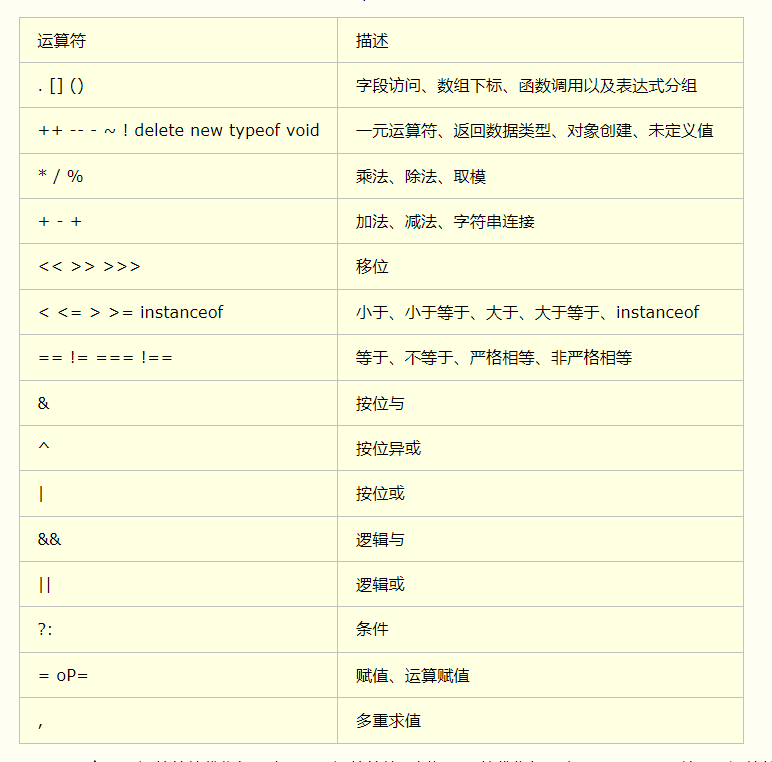 运算符 描述
. [] () 字段访问、数组下标、函数调用以及表达式分组
++ -- - ~ ! delete new typeof void 一元运算符、返回数据类型、对象创建、未定义值
* / % 乘法、除法、取模
+ - + 加法、减法、字符串连接
<< >> >>> 移位
< <= > >= instanceof 小于、小于等于、大于、大于等于、instanceof
== != === !== 等于、不等于、严格相等、非严格相等
& 按位与
^ 按位异或
| 按位或
&& 逻辑与
|| 逻辑或
?: 条件
= oP= 赋值、运算赋值
, 多重求值